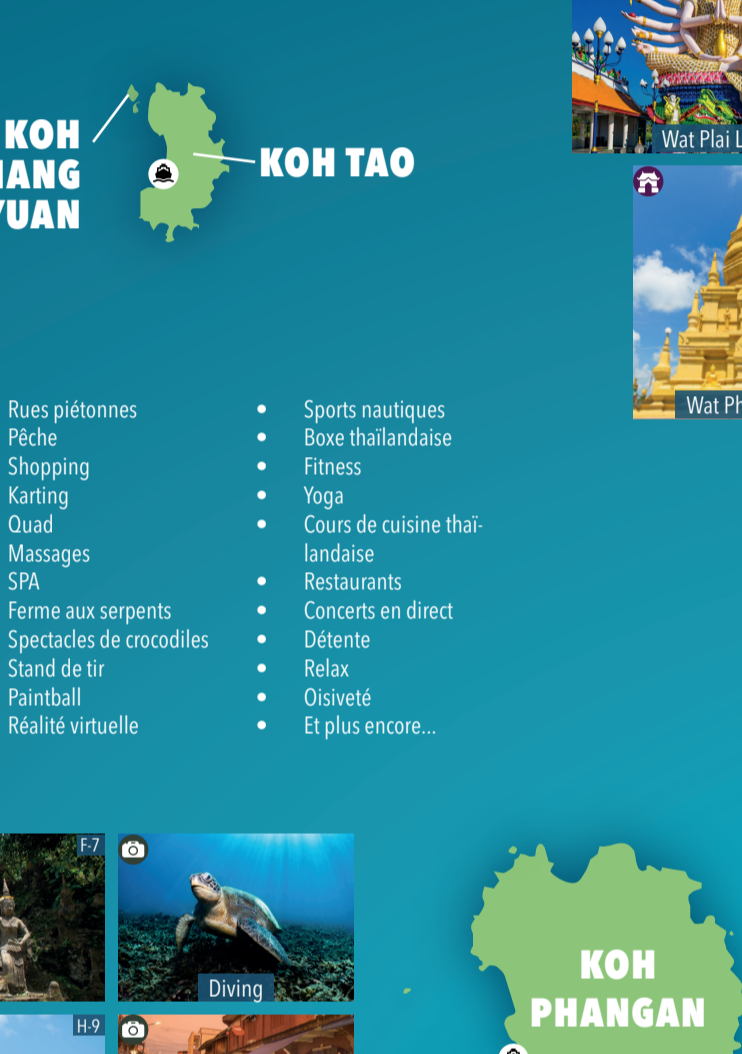 Wat Plai L
KOH
IANG
YUAN
KOH TAO
Wat Ph
Rues piétonnes
Pêche
Shopping
Karting
Quad
Massages
SPA
Ferme aux serpents
Spectacles de crocodiles
Stand de tir
Paintball
Réalité virtuelle
• Sports nautiques
• Boxe thaïlandaise
• Fitness
• Yoga
• Cours de cuisine thaï-
landaise
• Restaurants
• Concerts en direct
• Détente
• Relax
• Oisiveté
• Et plus encore...
F-7
Diving
H-9
KOH
PHANGAN